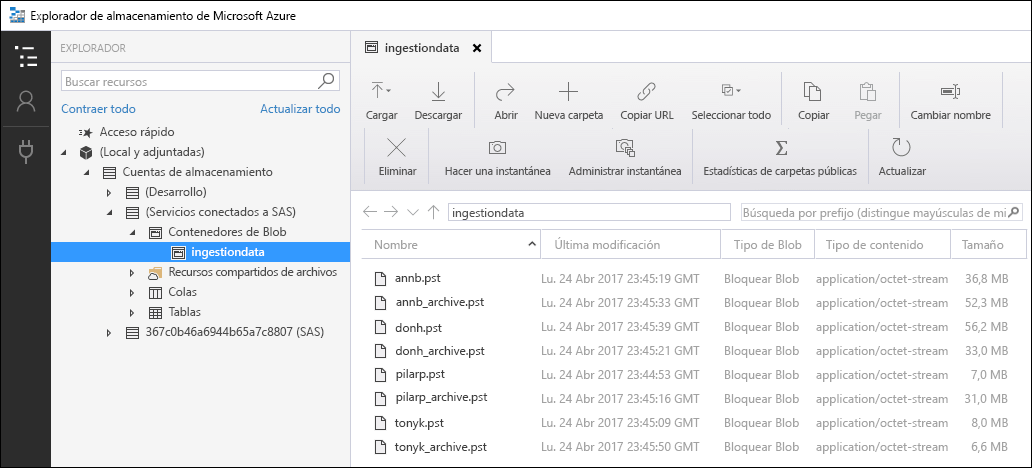 Explorador de almacenamiento de Microsoft Azure
EXPLORADOR
Buscar recursos
Contraer todo Actualizar todo
Acceso rápido
(Local y adjuntadas)
Cuentas de almacenamiento
(Desarrollo)
(Servicios conectados a SAS)
Contenedores de Blob
ingestiondata
Recursos compartidos de archivos
Colas
Tablas
367c0b46a6944b65a7c8807 (SAS)
ingestiondata
Cargar Descargar Abrir Nueva carpeta Copiar URL Seleccionar todo Copiar Pegar Cambiar nombre
Eliminar Hacer una instantánea Administrar instantánea Estadísticas de carpetas públicas Actualizar
ingestiondata Búsqueda por prefijo (distingue mayúsculas de mi
Nombre Última modificación Tipo de Blob Tipo de contenido Tamaño
annb.pst Lu. 24 Abr 2017 23:45:19 GMT Bloquear Blob application/octet-stream 36,8 MB
annb_archive.pst Lu. 24 Abr 2017 23:45:33 GMT Bloquear Blob application/octet-stream 52,3 MB
donh.pst Lu. 24 Abr 2017 23:45:39 GMT Bloquear Blob application/octet-stream 56,2 MB
donh_archive.pst Lu. 24 Abr 2017 23:45:21 GMT Bloquear Blob application/octet-stream 33,0 MB
pilarp.pst Lu. 24 Abr 2017 23:44:53 GMT Bloquear Blob application/octet-stream 7,0 MB
pilarp_archive.pst Lu. 24 Abr 2017 23:45:16 GMT Bloquear Blob application/octet-stream 31,0 MB
tonyk.pst Lu. 24 Abr 2017 23:45:09 GMT Bloquear Blob application/octet-stream 8,0 MB
tonyk_archive.pst Lu. 24 Abr 2017 23:45:50 GMT Bloquear Blob application/octet-stream 6,6 MB